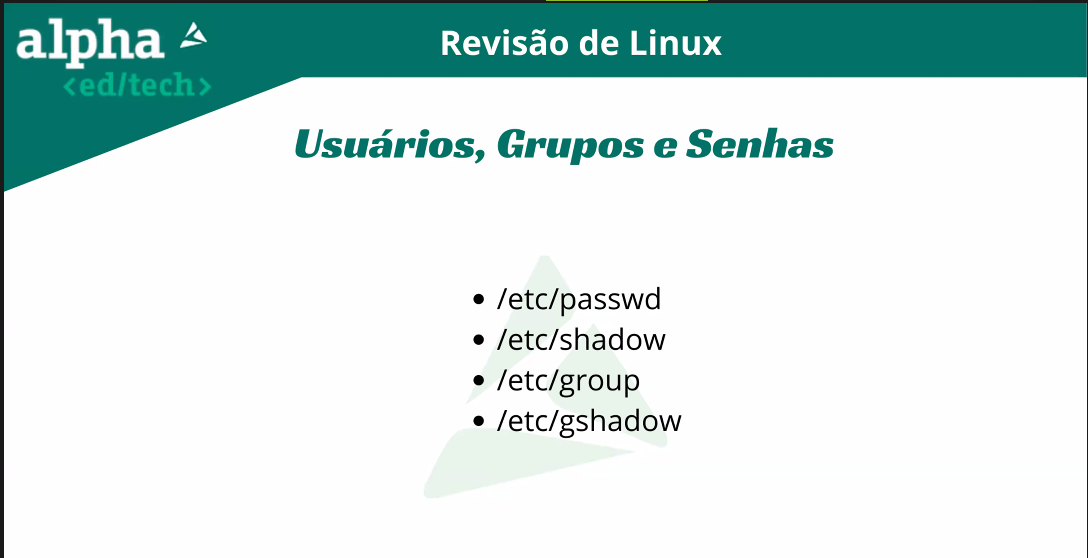 alpha
<ed/tech>
Revisão de Linux
Usuários, Grupos e Senhas
• /etc/passwd
• /etc/shadow
• /etc/group
• /etc/gshadow